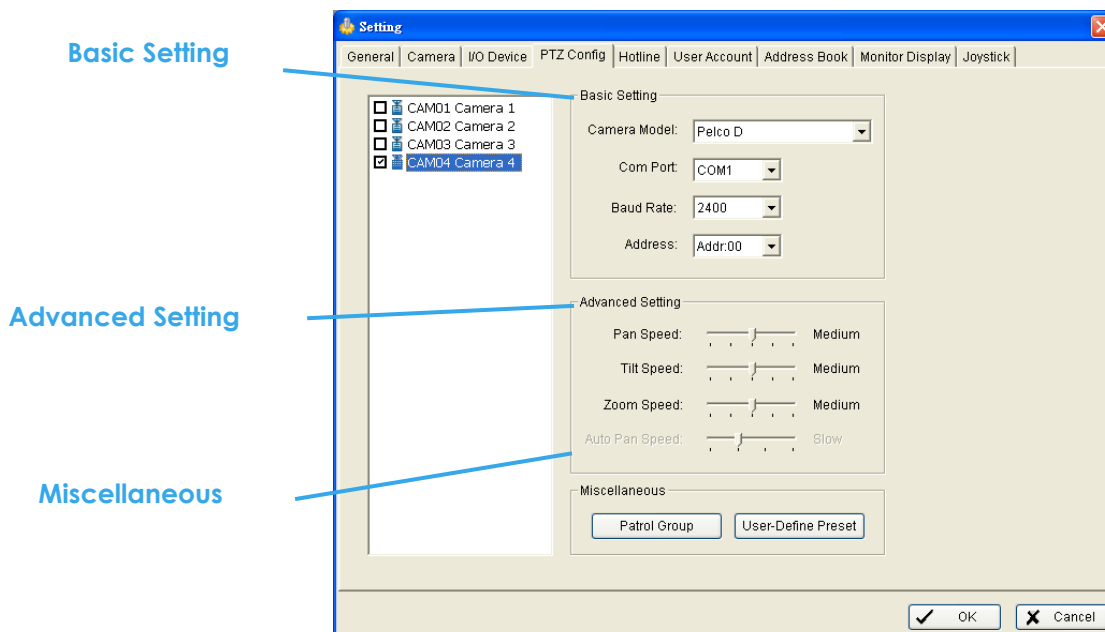 Setting
Basic Setting
General Camera I/O Device PTZ Config Hotline User Account Address Book Monitor Display Joystick
CAM01 Camera 1
CAM02 Camera 2
CAM03 Camera 3
CAM04 Camera 4
Basic Setting
Camera Model: Pelco D
Com Port: COM1
Baud Rate: 2400
Address: Addr:00
Advanced Setting
Advanced Setting
Pan Speed: Medium
Tilt Speed: Medium
Zoom Speed: Medium
Auto Pan Speed: Slow
Miscellaneous
Miscellaneous
Patrol Group User-Define Preset
OK Cancel